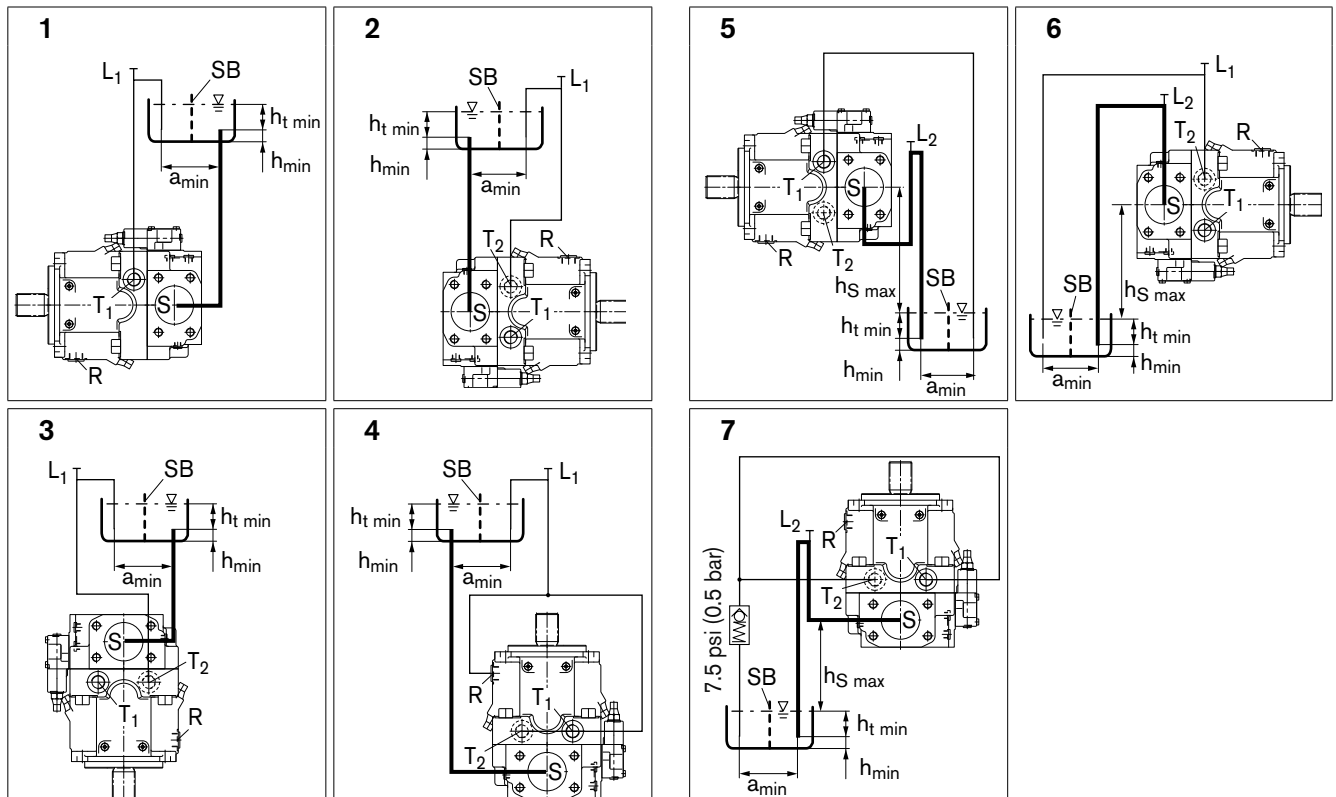 1
L₁
SB
hₜ ₘᵢₙ
hₘᵢₙ
aₘᵢₙ
T₁
S
R
2
SB
L₁
hₜ ₘᵢₙ
hₘᵢₙ
aₘᵢₙ
T₂
R
S
T₁
5
L₂
T₁
S
R
T₂
SB
hS ₘₐₓ
hₜ ₘᵢₙ
hₘᵢₙ
aₘᵢₙ
6
L₁
L₂
T₂
R
S
T₁
SB
hS ₘₐₓ
hₜ ₘᵢₙ
hₘᵢₙ
aₘᵢₙ
3
L₁
SB
hₜ ₘᵢₙ
hₘᵢₙ
aₘᵢₙ
S
T₂
T₁
R
4
SB
L₁
hₜ ₘᵢₙ
hₘᵢₙ
aₘᵢₙ
R
T₁
T₂
S
7
L₂
R
T₁
T₂
S
7.5 psi (0.5 bar)
SB
hS ₘₐₓ
hₜ ₘᵢₙ
hₘᵢₙ
aₘᵢₙ